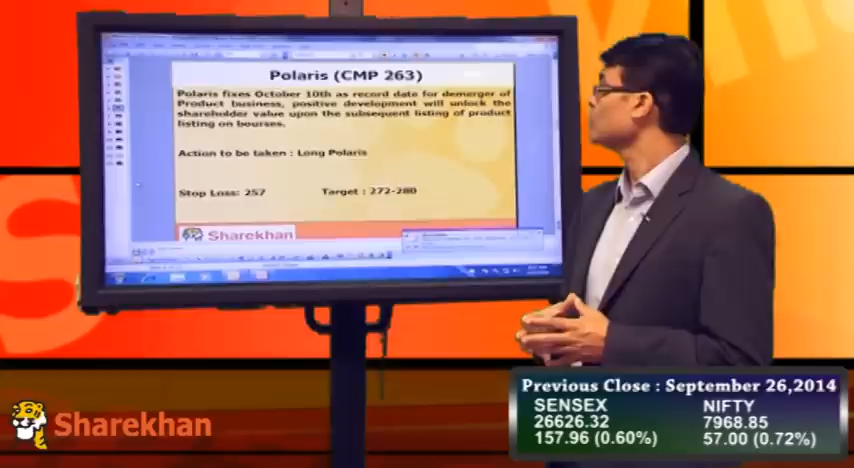 Polaris (CMP 263)
Polaris fixes October 10th as record date for demerger of
Product business, positive development will unlock the
shareholder value upon the subsequent listing of product
listing on bourses.
Action to be taken : Long Polaris
Stop Loss: 257 Target : 272-280
Sharekhan
Sharekhan
Previous Close : September 26,2014
SENSEX NIFTY
26626.32 7968.85
157.96 (0.60%) 57.00 (0.72%)